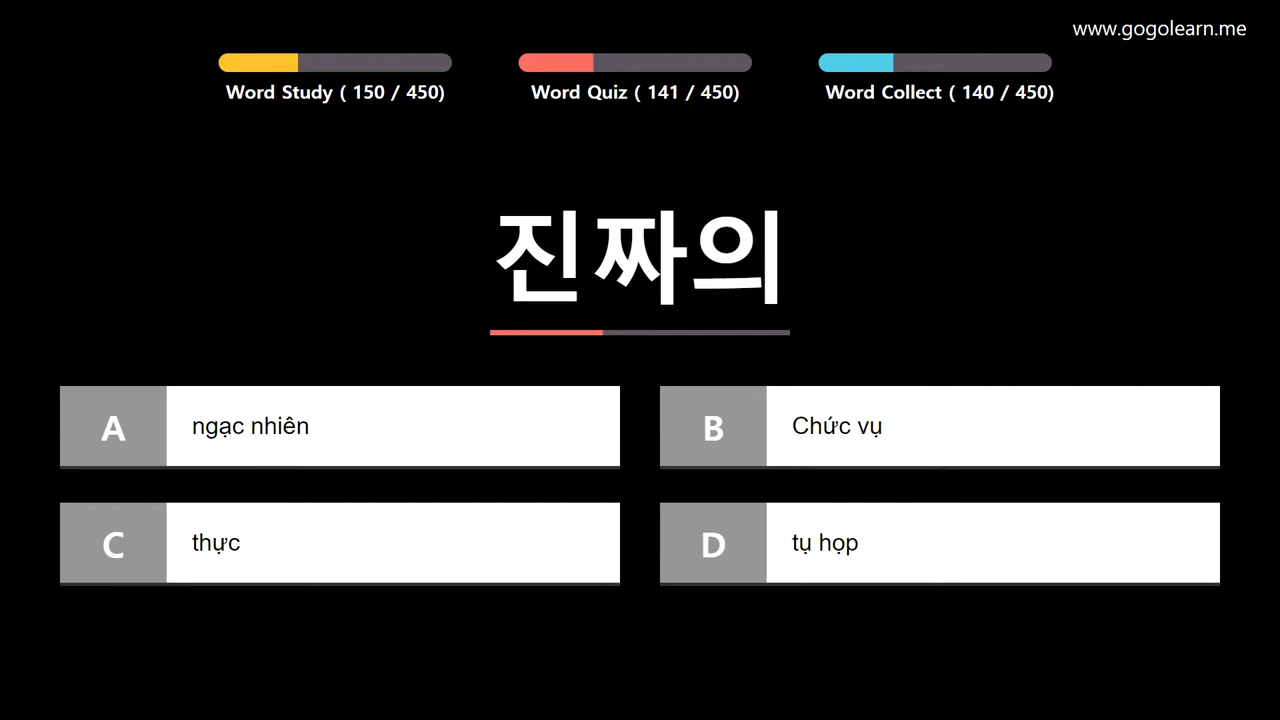 www.gogolearn.me
Word Study ( 150 / 450)
Word Quiz ( 141 / 450)
Word Collect ( 140 / 450)
진짜의
A ngạc nhiên
B Chức vụ
C thực
D tụ họp